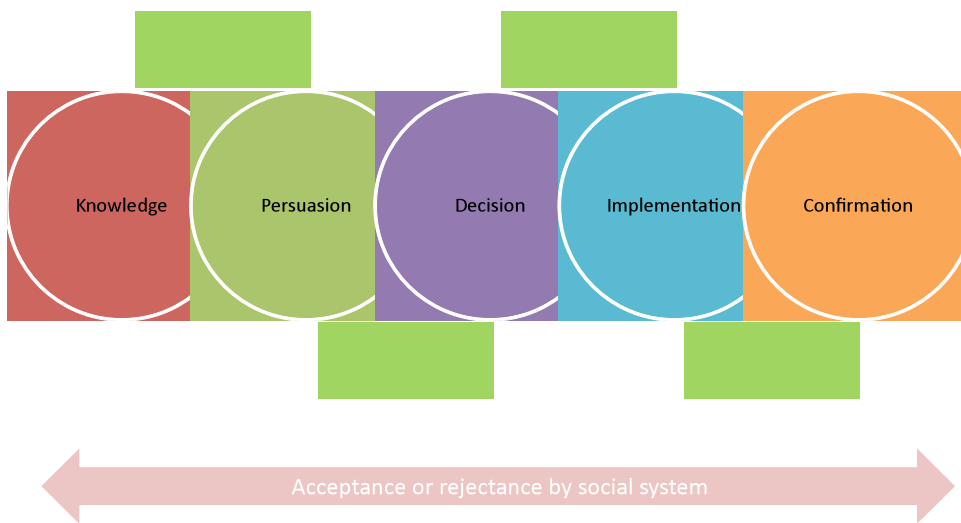 Knowledge
Persuasion
Decision
Implementation
Confirmation
Acceptance or rejectance by social system